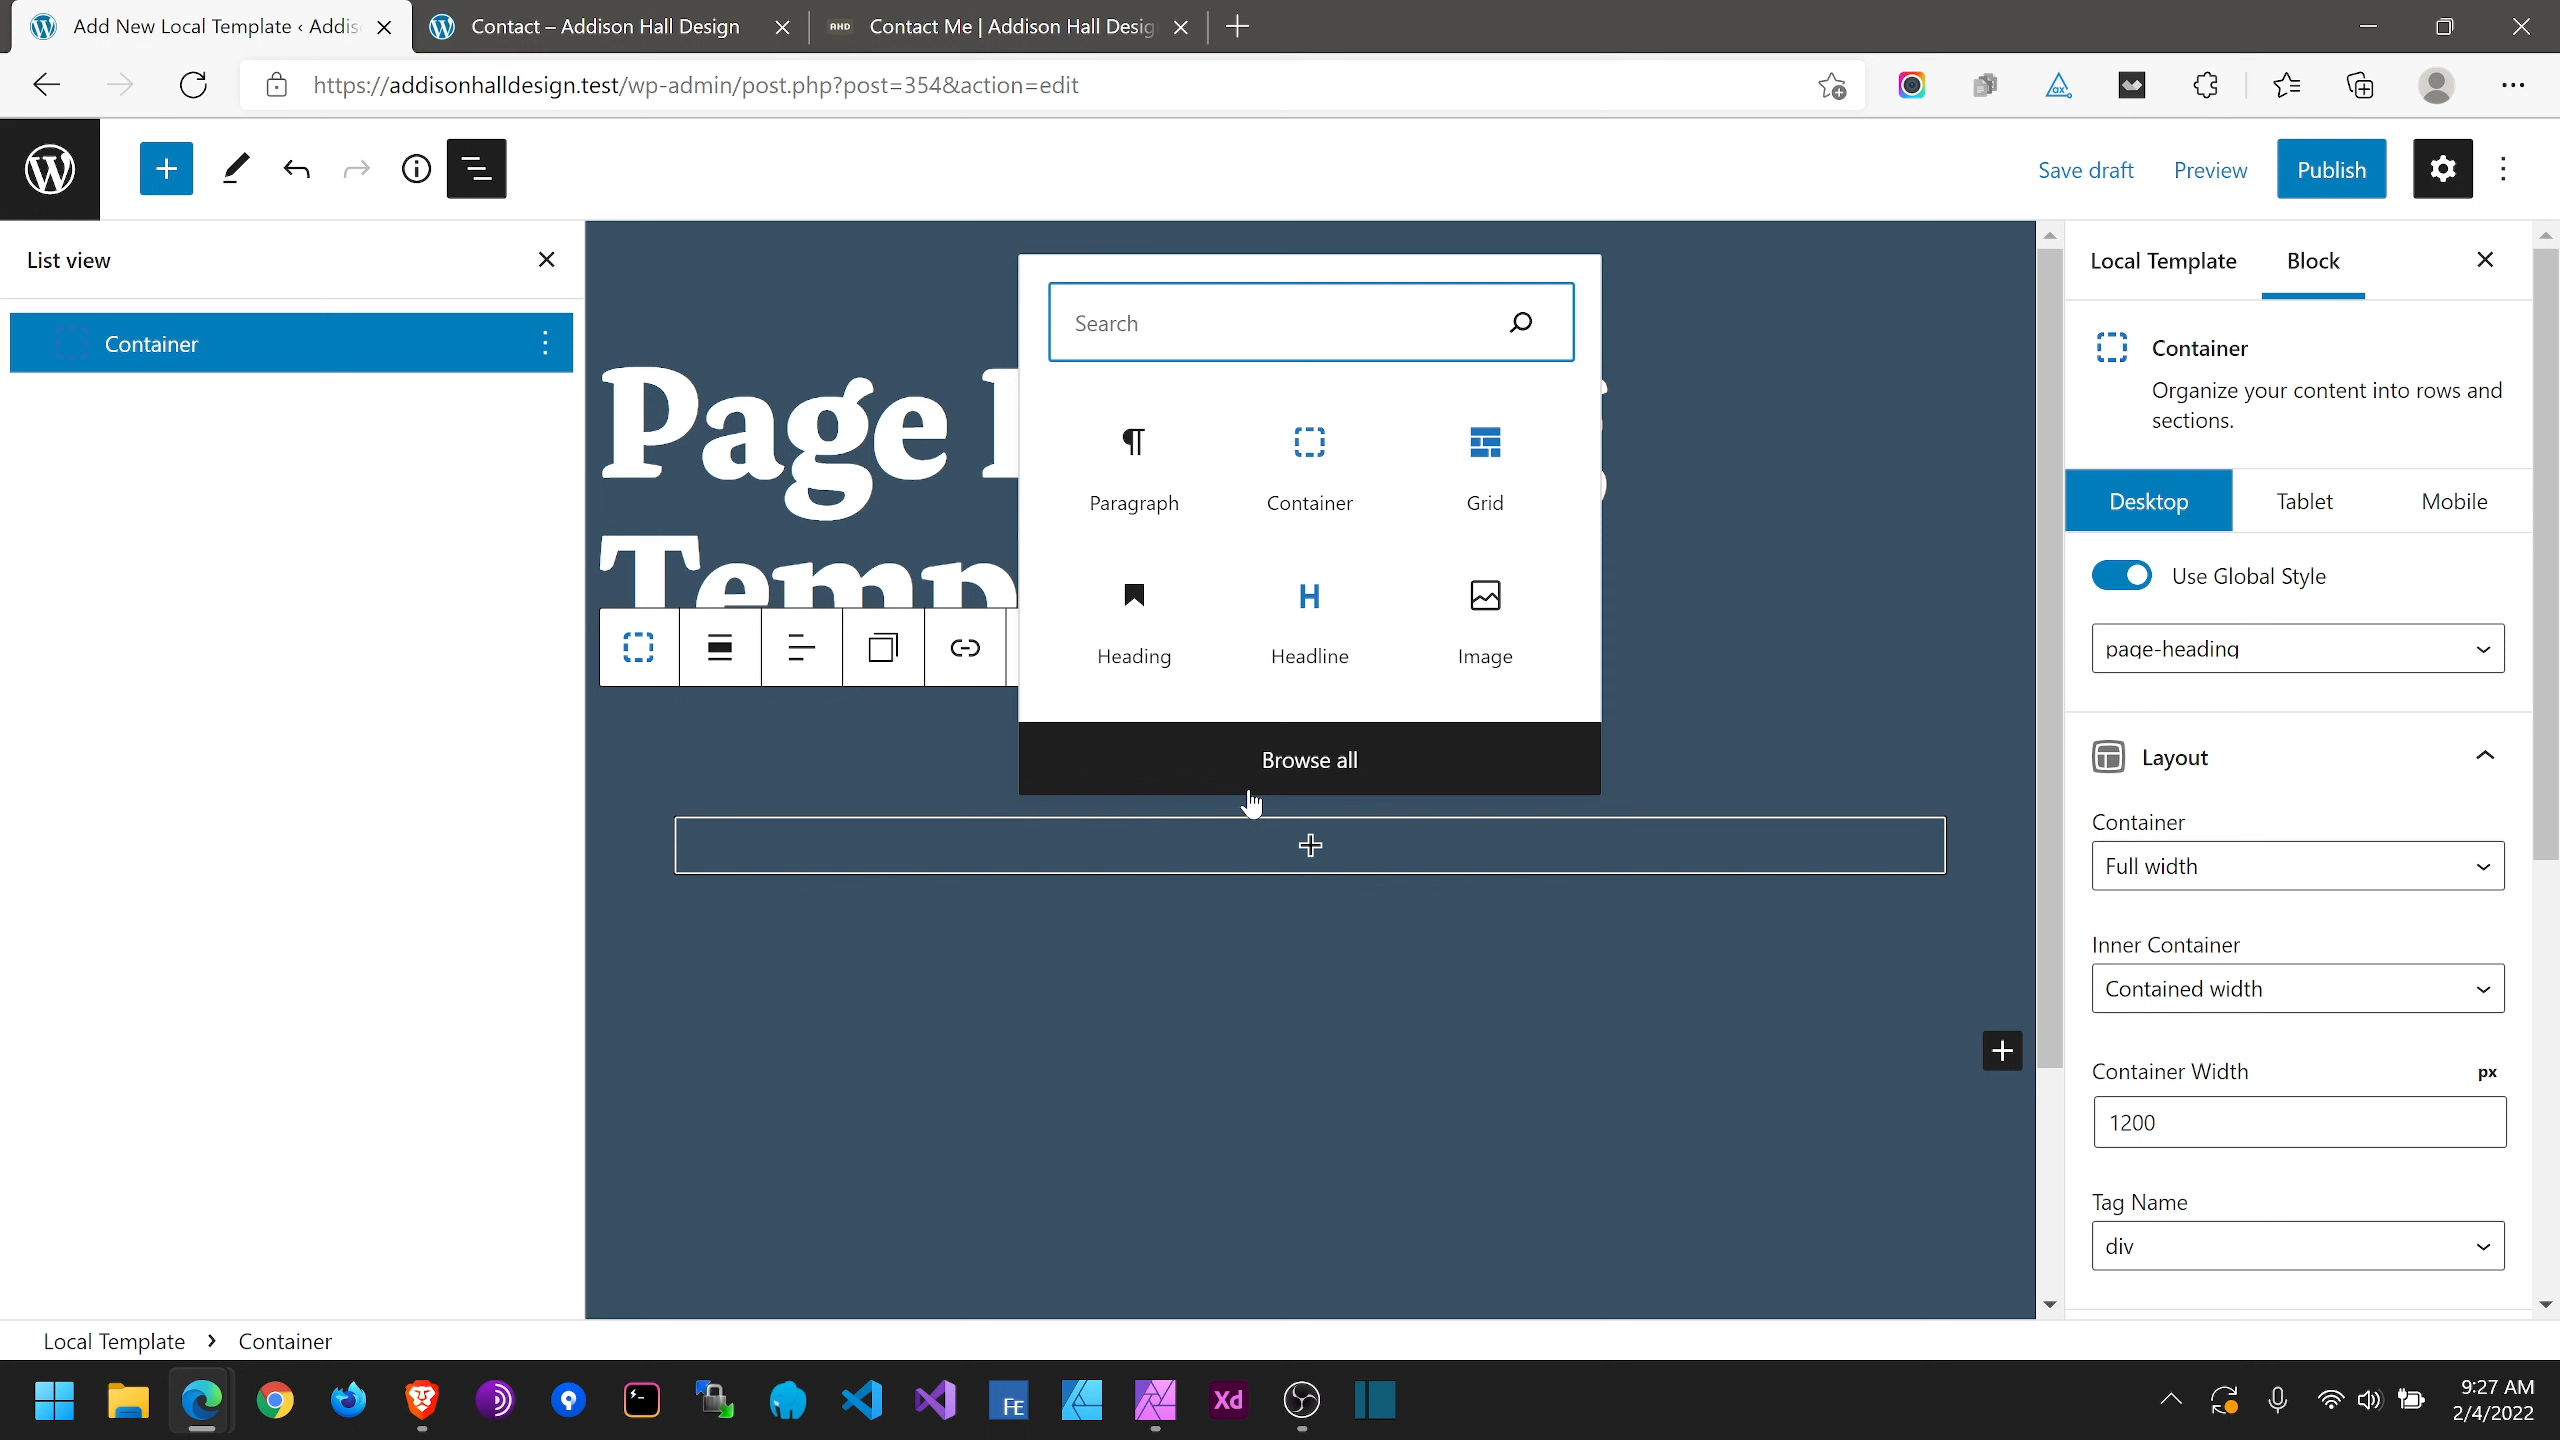 Add New Local Template ‹ Addis
Contact – Addison Hall Design
AHD
Contact Me | Addison Hall Desig
https://addisonhalldesign.test/wp-admin/post.php?post=354&action=edit
Save draft
Preview
Publish
List view
Container
Page
Temp
Search
Paragraph
Container
Grid
Heading
Headline
Image
Browse all
Local Template
Block
Container
Organize your content into rows and
sections.
Desktop
Tablet
Mobile
Use Global Style
page-heading
Layout
Container
Full width
Inner Container
Contained width
Container Width
px
1200
Tag Name
div
Local Template › Container
FE
Xd
9:27 AM
2/4/2022